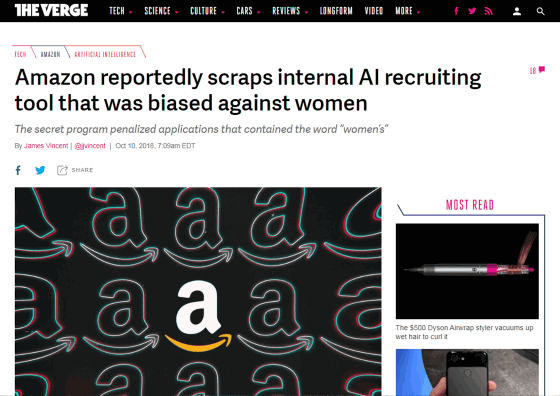 THE VERGE
TECH SCIENCE CULTURE CARS REVIEWS LONGFORM VIDEO MORE
TECH AMAZON ARTIFICIAL INTELLIGENCE
Amazon reportedly scraps internal AI recruiting
tool that was biased against women
18
The secret program penalized applications that contained the word “women’s”
By James Vincent | @jjvincent | Oct 10, 2018, 7:09am EDT
SHARE
MOST READ
The $500 Dyson Airwrap styler vacuums up
wet hair to curl it